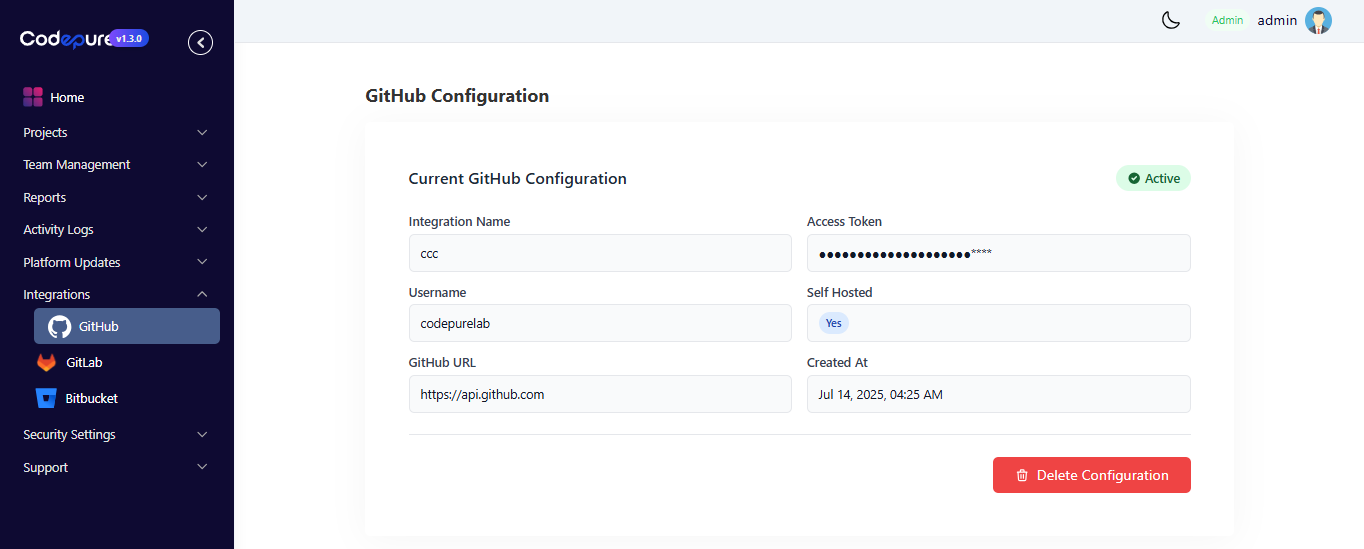 Codepure v1.3.0
Admin admin
Home
Projects
Team Management
Reports
Activity Logs
Platform Updates
Integrations
GitHub
GitLab
Bitbucket
Security Settings
Support
GitHub Configuration
Current GitHub Configuration
Active
Integration Name
ccc
Access Token
●●●●●●●●●●●●●●●●●●●●****
Username
codepurelab
Self Hosted
Yes
GitHub URL
https://api.github.com
Created At
Jul 14, 2025, 04:25 AM
Delete Configuration